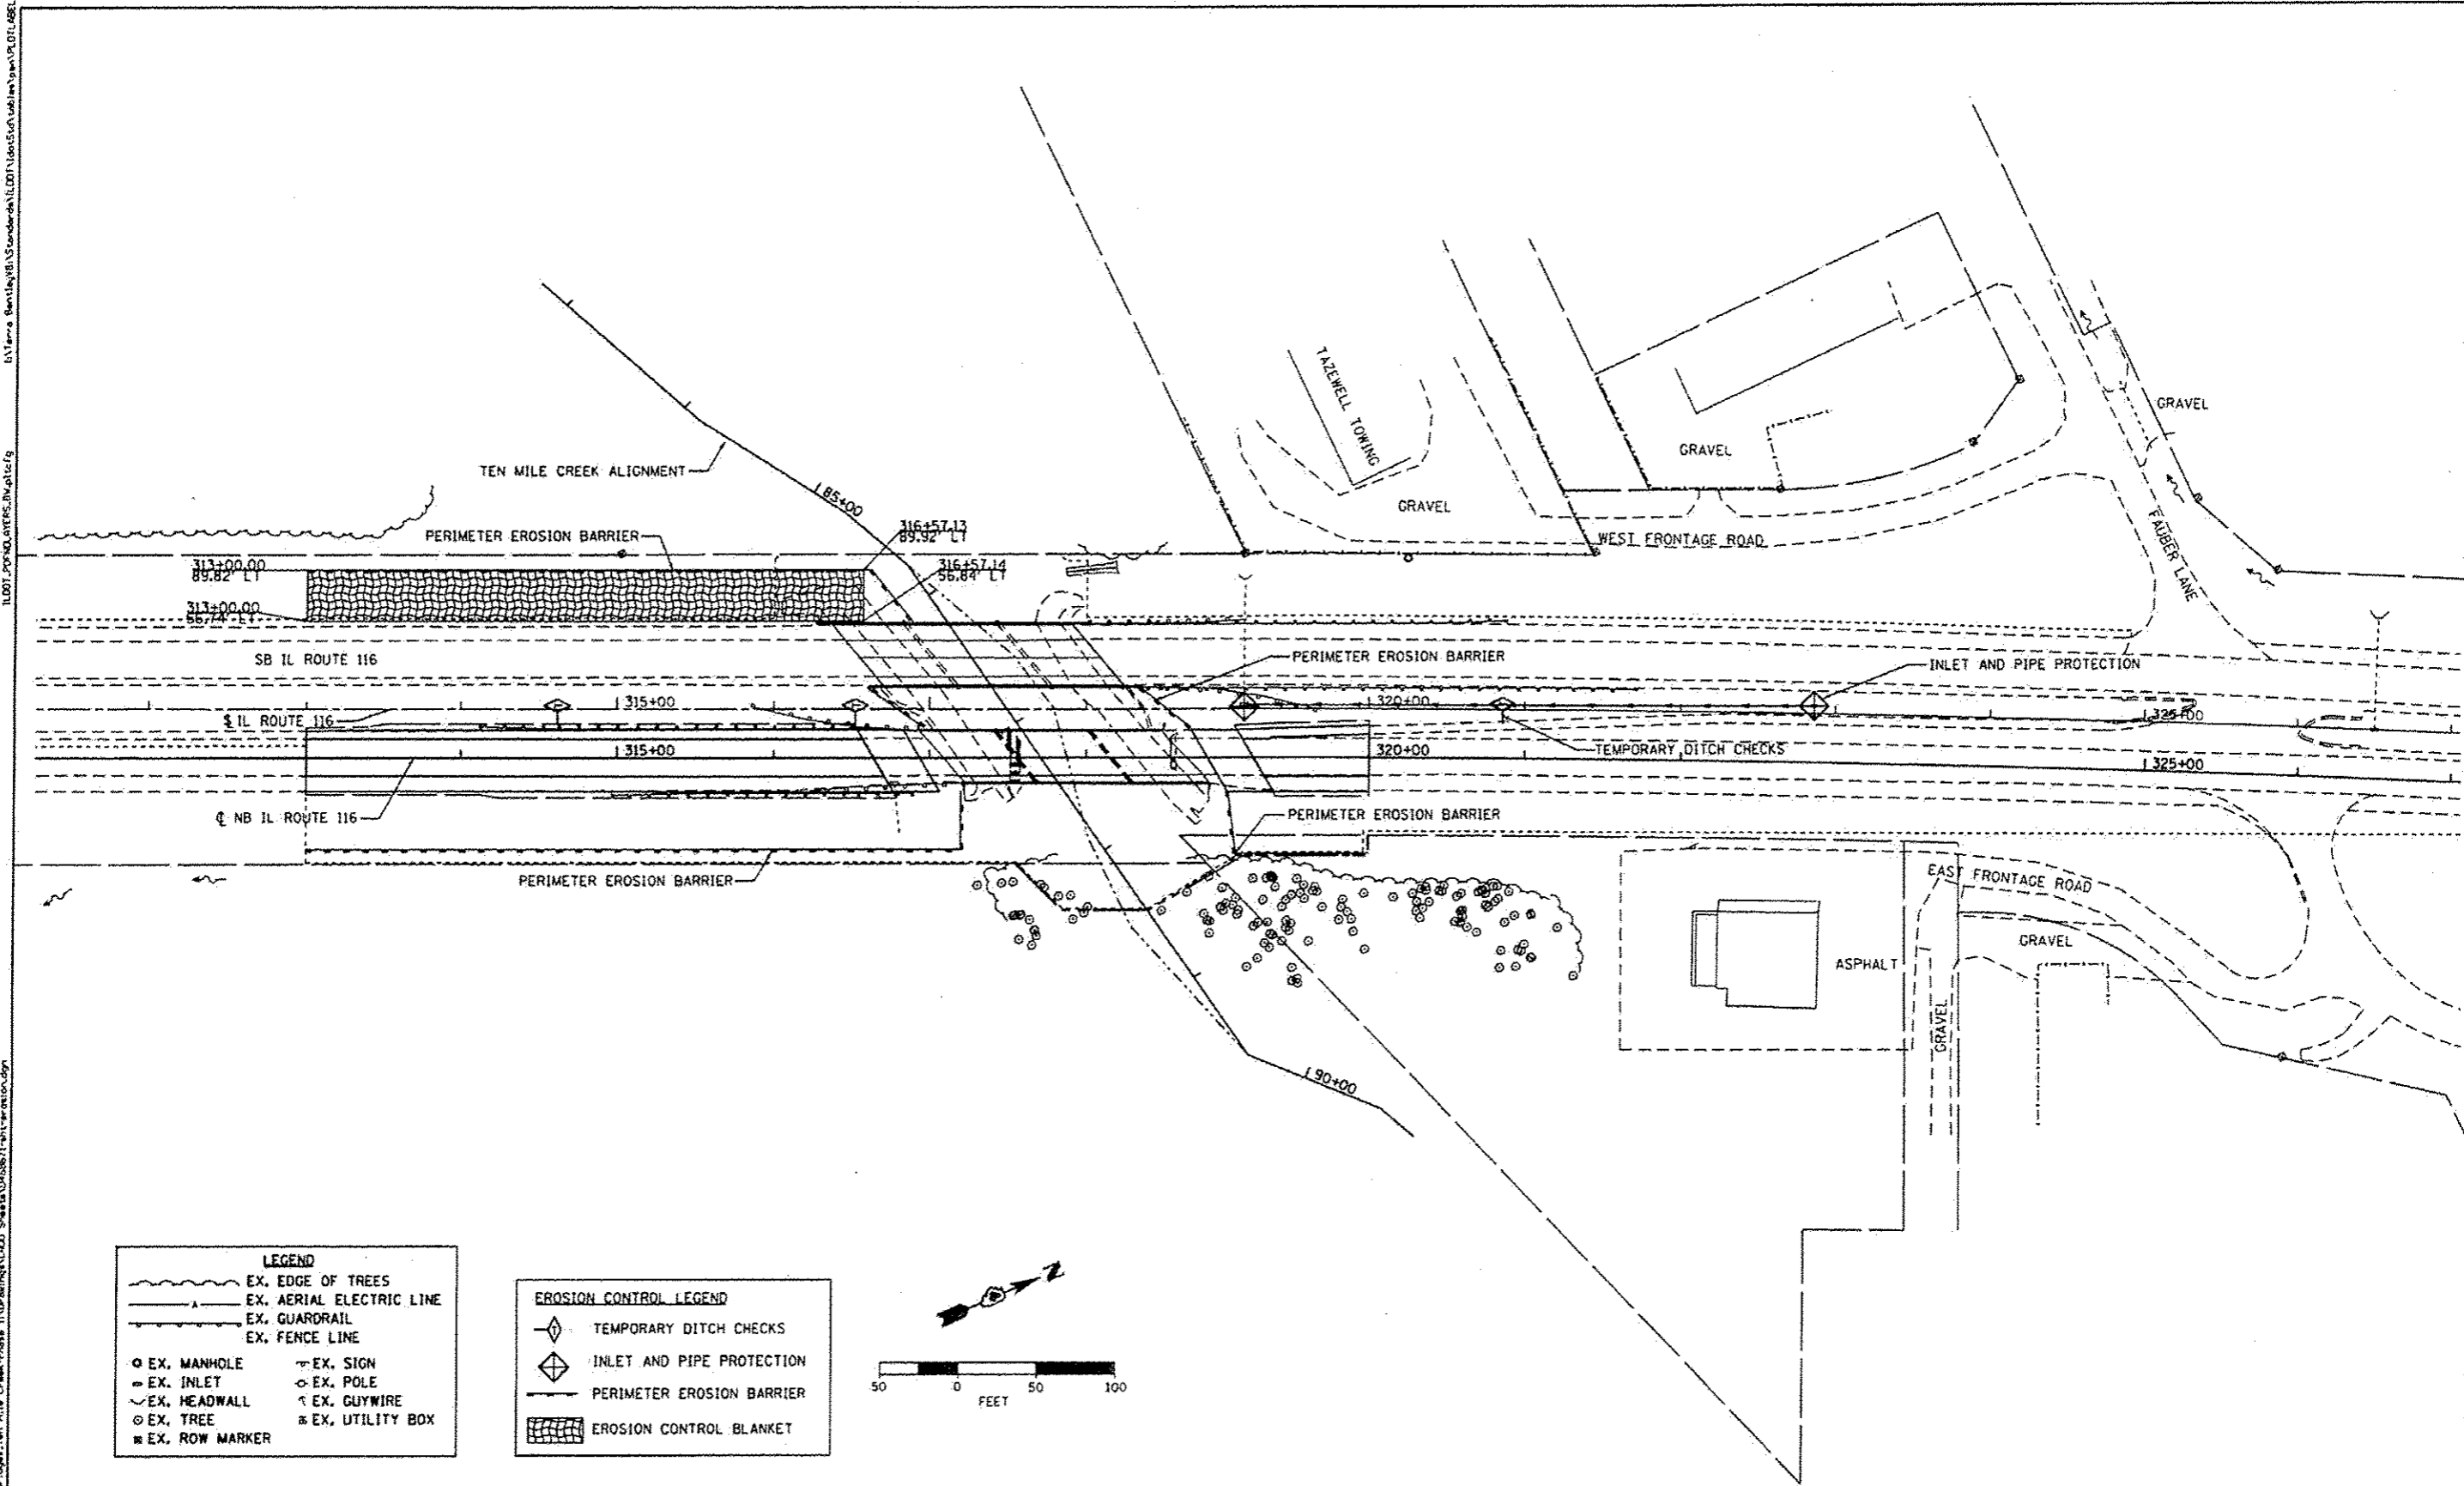 TAZEWELL TOWING
GRAVEL
GRAVEL
TEN MILE CREEK ALIGNMENT
185+00
GRAVEL
316+57.13
89.92' LT
PERIMETER EROSION BARRIER
WEST FRONTAGE ROAD
FAUBER LANE
313+00.00
89.82' LT
316+57.14
56.84' LT
313+00.00
56.74' LT
SB IL ROUTE 116
PERIMETER EROSION BARRIER
INLET AND PIPE PROTECTION
315+00
320+00
325+00
IL ROUTE 116
315+00
320+00
TEMPORARY DITCH CHECKS
325+00
℄ NB IL ROUTE 116
PERIMETER EROSION BARRIER
PERIMETER EROSION BARRIER
EAST FRONTAGE ROAD
GRAVEL
ASPHALT
GRAVEL
190+00
LEGEND
EX. EDGE OF TREES
A EX. AERIAL ELECTRIC LINE
EX. GUARDRAIL
EX. FENCE LINE
EX. MANHOLE
EX. SIGN
EX. INLET
EX. POLE
EX. HEADWALL
EX. GUYWIRE
EX. TREE
EX. UTILITY BOX
EX. ROW MARKER
EROSION CONTROL LEGEND
TEMPORARY DITCH CHECKS
INLET AND PIPE PROTECTION
PERIMETER EROSION BARRIER
EROSION CONTROL BLANKET
N
50 0 50 100
FEET